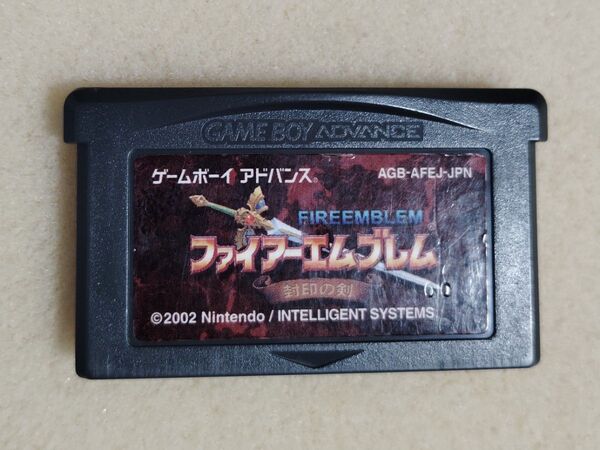 GAME BOY ADVANCE
ゲームボーイ アドバンス®
AGB-AFEJ-JPN
FIREEMBLEM
ファイアーエムブレム
封印の剣
©2002 Nintendo / INTELLIGENT SYSTEMS